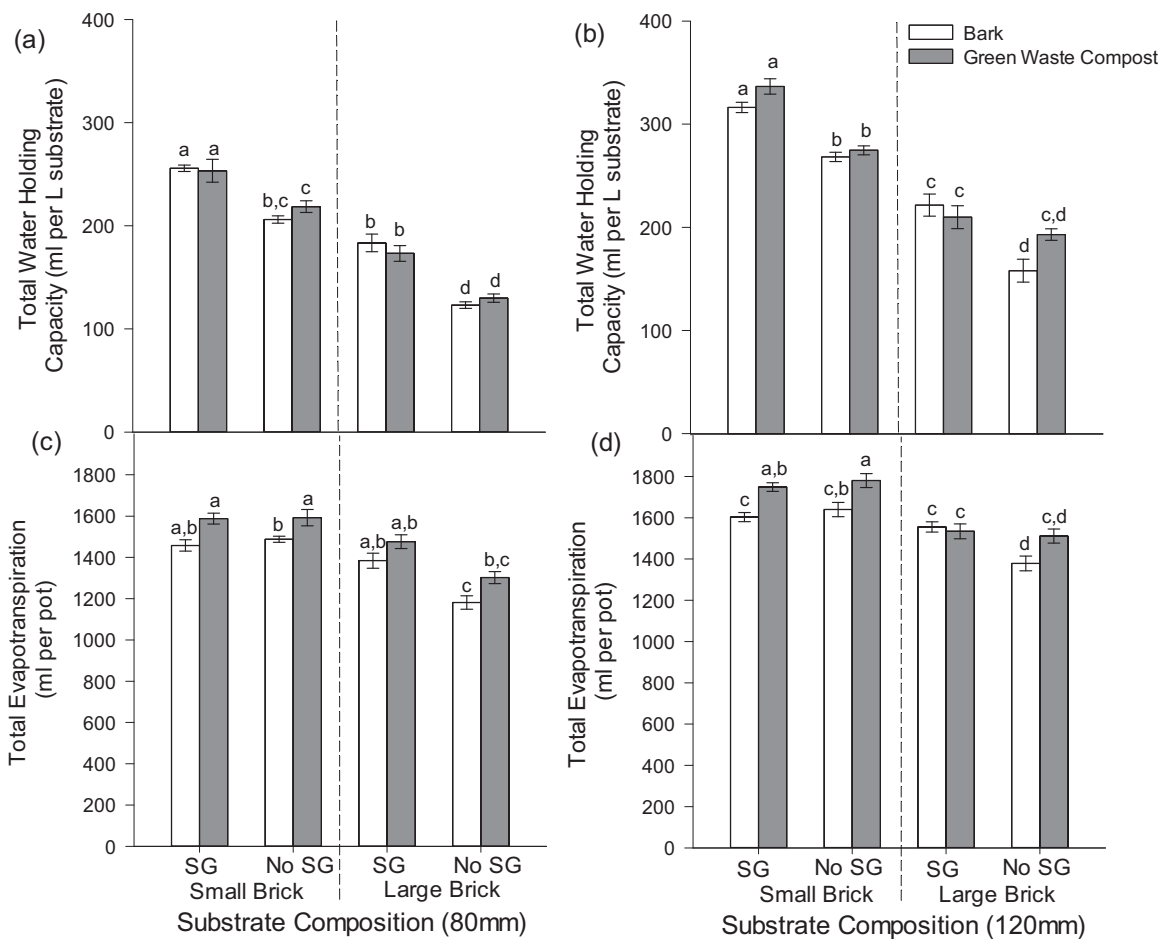 (a)
Total Water Holding
Capacity (ml per L substrate)
400
300
200
100
0
a
a
b,c
c
b
b
d
d
(b)
Total Water Holding
Capacity (ml per L substrate)
400
300
200
100
0
Bark
Green Waste Compost
a
a
b
b
c
c
d
c,d
(c)
Total Evapotranspiration
(ml per pot)
1800
1600
1400
1200
1000
800
600
400
200
0
a,b
a
b
a
a,b
a,b
c
b,c
SG
No SG
SG
No SG
Small Brick
Large Brick
Substrate Composition (80mm)
(d)
Total Evapotranspiration
(ml per pot)
1800
1600
1400
1200
1000
800
600
400
200
0
c
a,b
c,b
a
c
c
d
c,d
SG
No SG
SG
No SG
Small Brick
Large Brick
Substrate Composition (120mm)